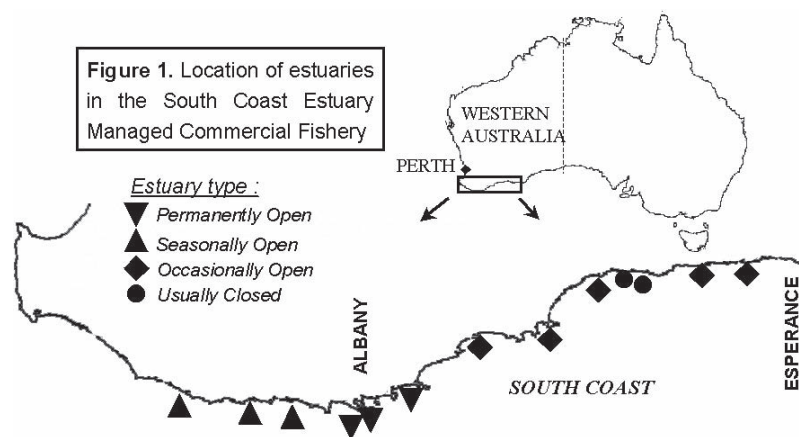 Figure 1. Location of estuaries
in the South Coast Estuary
Managed Commercial Fishery
WESTERN
AUSTRALIA
PERTH
Estuary type :
Permanently Open
Seasonally Open
Occasionally Open
Usually Closed
ALBANY
ESPERANCE
SOUTH COAST